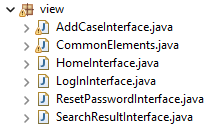 view
AddCaseInterface.java
CommonElements.java
HomeInterface.java
LogInInterface.java
ResetPasswordInterface.java
SearchResultInterface.java